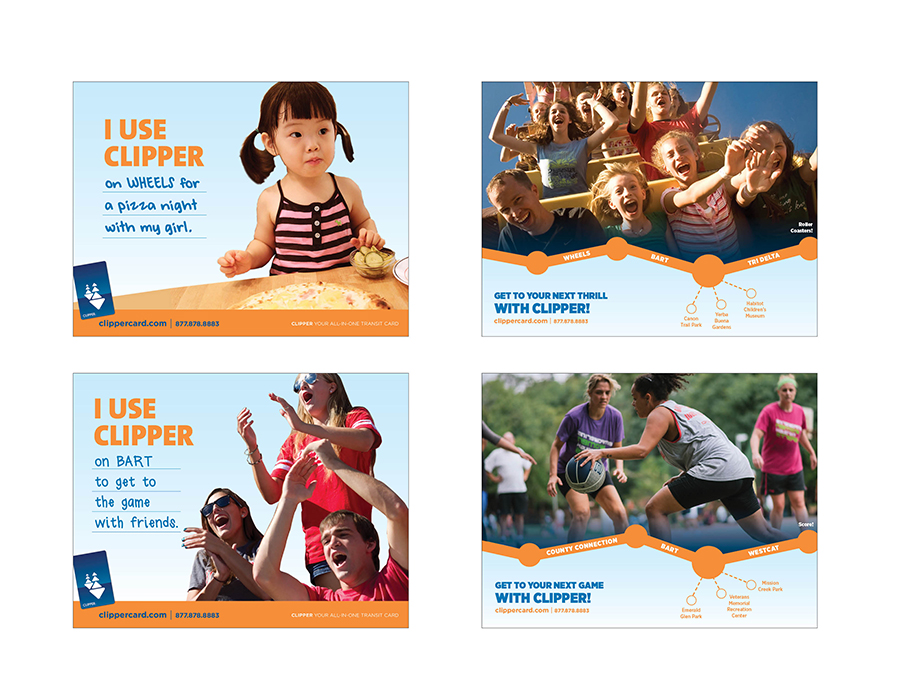 I USE
CLIPPER
on WHEELS for
a pizza night
with my girl.
CLIPPER
clippercard.com | 877.878.8883
CLIPPER YOUR ALL-IN-ONE TRANSIT CARD
Roller
Coasters!
WHEELS
BART
TRI DELTA
GET TO YOUR NEXT THRILL
WITH CLIPPER!
clippercard.com | 877.878.8883
Canon
Trail Park
Yerba
Buena
Gardens
Habitot
Children's
Museum
I USE
CLIPPER
on BART
to get to
the game
with friends.
CLIPPER
clippercard.com | 877.878.8883
CLIPPER YOUR ALL-IN-ONE TRANSIT CARD
Score!
COUNTY CONNECTION
BART
WESTCAT
GET TO YOUR NEXT GAME
WITH CLIPPER!
clippercard.com | 877.878.8883
Emerald
Glen Park
Veterans
Memorial
Recreation
Center
Mission
Creek Park